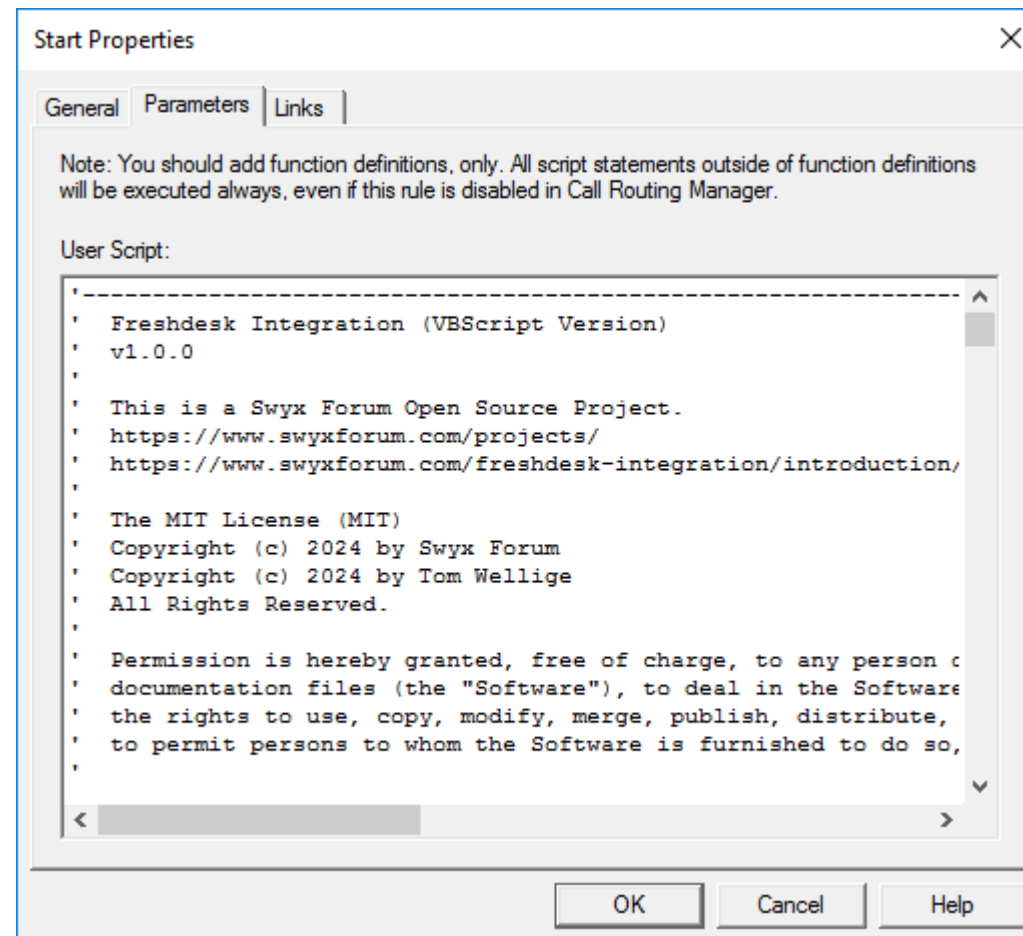 Start Properties
General Parameters Links
Note: You should add function definitions, only. All script statements outside of function definitions
will be executed always, even if this rule is disabled in Call Routing Manager.
User Script:
'---------------------------------------------------------------
'  Freshdesk Integration (VBScript Version)
'  v1.0.0
'
'  This is a Swyx Forum Open Source Project.
'  https://www.swyxforum.com/projects/
'  https://www.swyxforum.com/freshdesk-integration/introduction/
'
'  The MIT License (MIT)
'  Copyright (c) 2024 by Swyx Forum
'  Copyright (c) 2024 by Tom Wellige
'  All Rights Reserved.
'
'  Permission is hereby granted, free of charge, to any person
'  documentation files (the "Software"), to deal in the Software
'  the rights to use, copy, modify, merge, publish, distribute,
'  to permit persons to whom the Software is furnished to do so,
'
OK Cancel Help